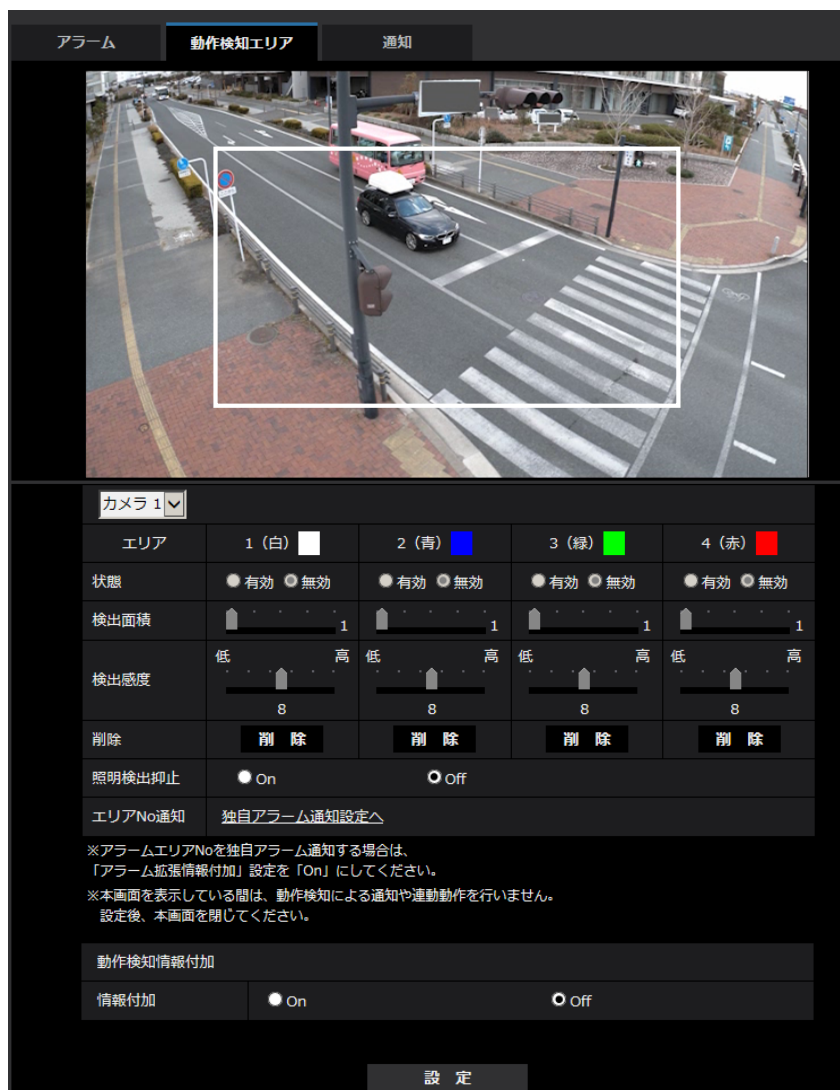 アラーム 動作検知エリア 通知
カメラ 1
エリア 1（白） 2（青） 3（緑） 4（赤）
状態 有効 無効 有効 無効 有効 無効 有効 無効
検出面積 1 1 1 1
検出感度 低 高 低 高 低 高 低 高
8 8 8 8
削除 削 除 削 除 削 除 削 除
照明検出抑止 On Off
エリアNo通知 独自アラーム通知設定へ
※アラームエリアNoを独自アラーム通知する場合は、
「アラーム拡張情報付加」設定を「On」にしてください。
※本画面を表示している間は、動作検知による通知や連動動作を行いません。
設定後、本画面を閉じてください。
動作検知情報付加
情報付加 On Off
設 定